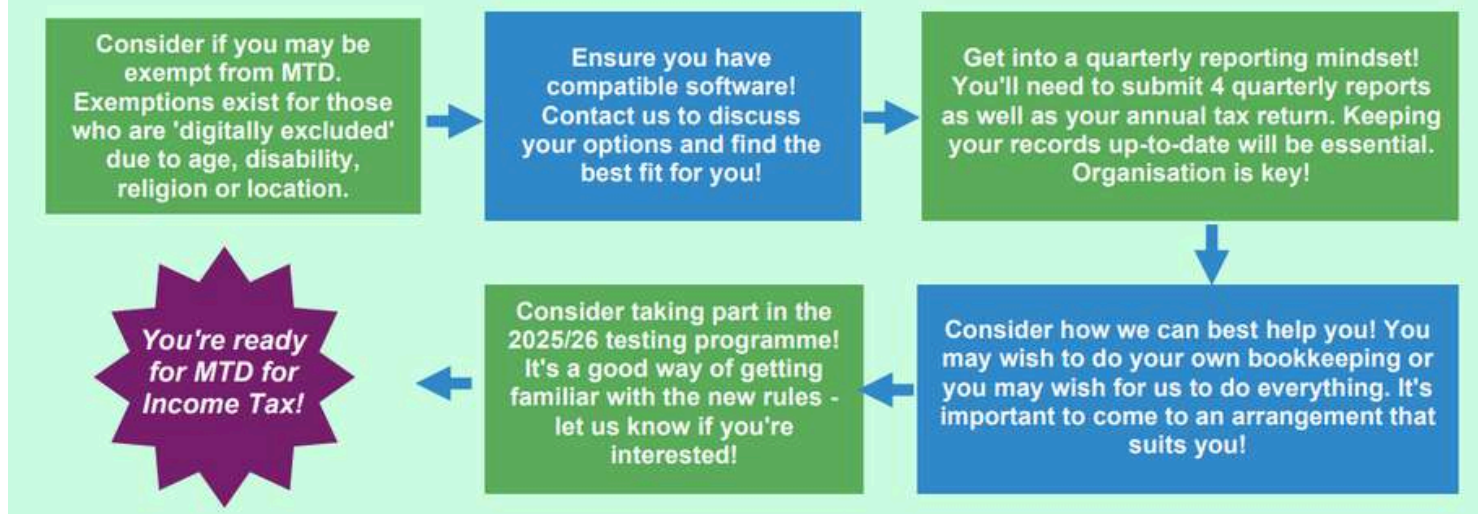 Consider if you may be
exempt from MTD.
Exemptions exist for those
who are 'digitally excluded'
due to age, disability,
religion or location.
Ensure you have
compatible software!
Contact us to discuss
your options and find the
best fit for you!
Get into a quarterly reporting mindset!
You'll need to submit 4 quarterly reports
as well as your annual tax return. Keeping
your records up-to-date will be essential.
Organisation is key!
Consider how we can best help you! You
may wish to do your own bookkeeping or
you may wish for us to do everything. It's
important to come to an arrangement that
suits you!
Consider taking part in the
2025/26 testing programme!
It's a good way of getting
familiar with the new rules -
let us know if you're
interested!
You're ready
for MTD for
Income Tax!